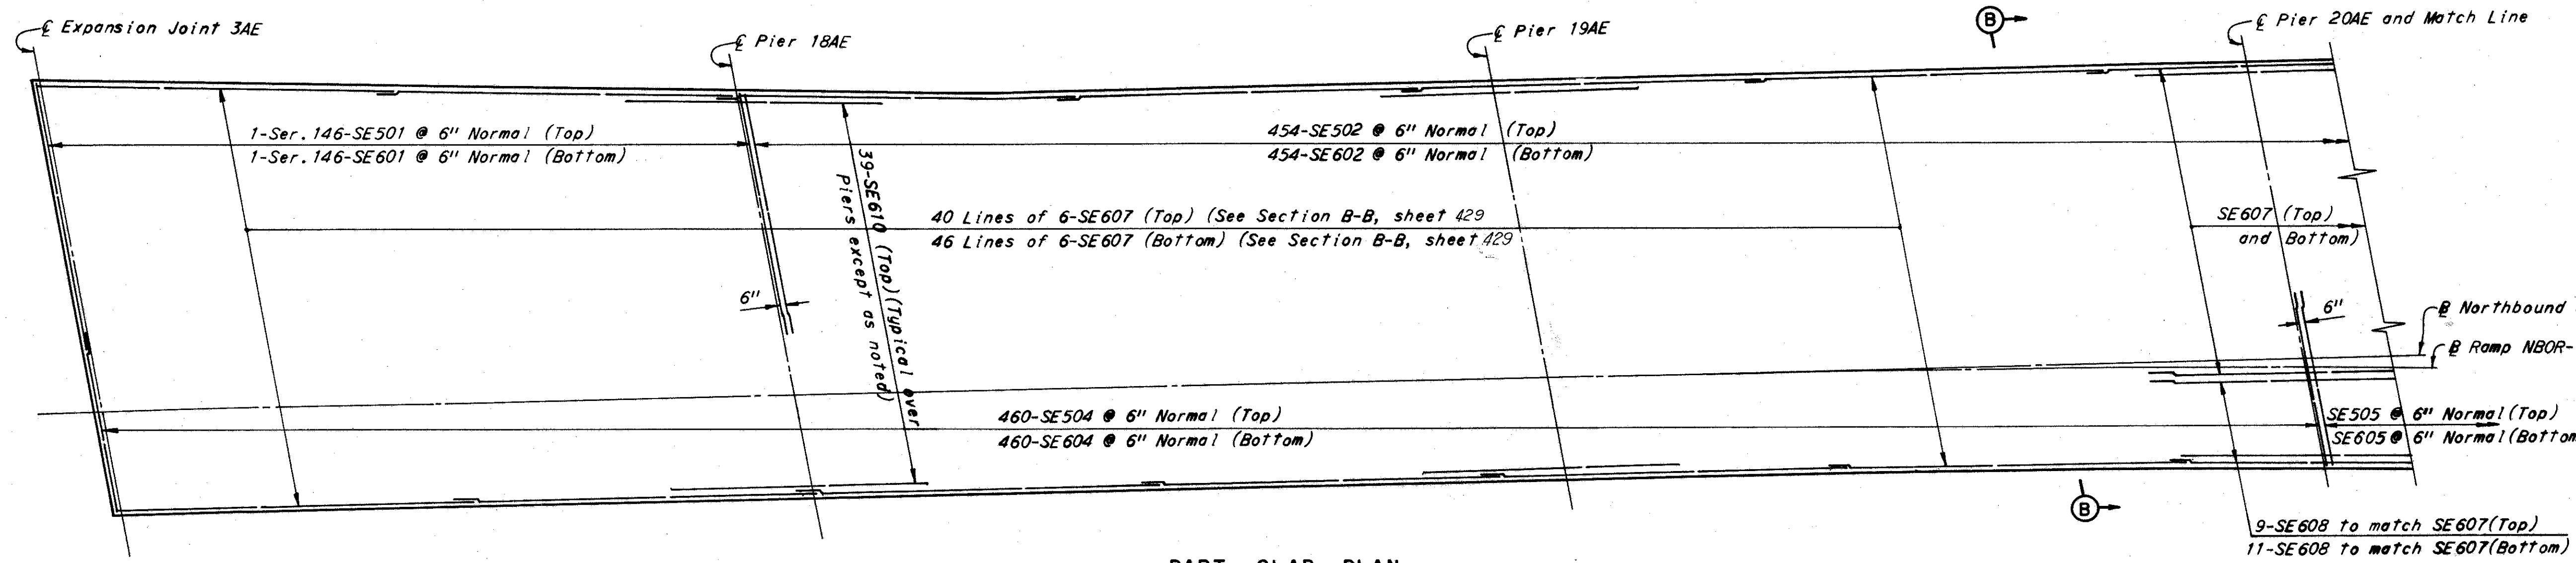 ℄ Expansion Joint 3AE
℄ Pier 18AE
℄ Pier 19AE
B
℄ Pier 20AE and Match Line
1-Ser. 146-SE501 @ 6" Normal (Top)
1-Ser. 146-SE601 @ 6" Normal (Bottom)
454-SE502 @ 6" Normal (Top)
454-SE602 @ 6" Normal (Bottom)
39-SE610 (Top)(Typical over
Piers except as noted)
40 Lines of 6-SE607 (Top) (See Section B-B, sheet 429
46 Lines of 6-SE607 (Bottom) (See Section B-B, sheet 429
SE607 (Top)
and Bottom)
6"
6"
Northbound
Ramp NBOR-
460-SE504 @ 6" Normal (Top)
460-SE604 @ 6" Normal (Bottom)
SE505 @ 6" Normal (Top)
SE605 @ 6" Normal (Bottom
B
9-SE608 to match SE607(Top)
11-SE608 to match SE607(Bottom)
PART SLAB PLAN